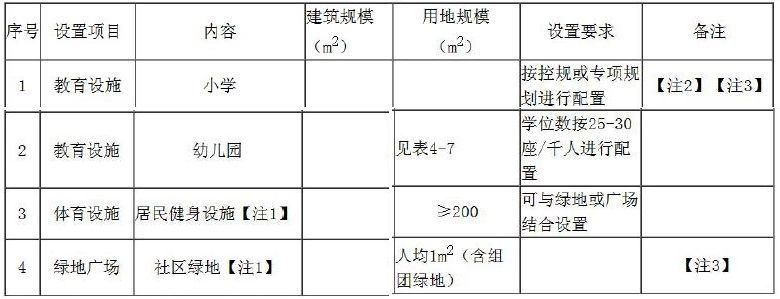 序号 设置项目 内容 建筑规模（m²） 用地规模（m²） 设置要求 备注
1 教育设施 小学 按控规或专项规划进行配置 【注2】【注3】
2 教育设施 幼儿园 见表4-7 学位数按25-30座/千人进行配置
3 体育设施 居民健身设施【注1】 ≥200 可与绿地或广场结合设置
4 绿地广场 社区绿地【注1】 人均1m²（含组团绿地） 【注3】